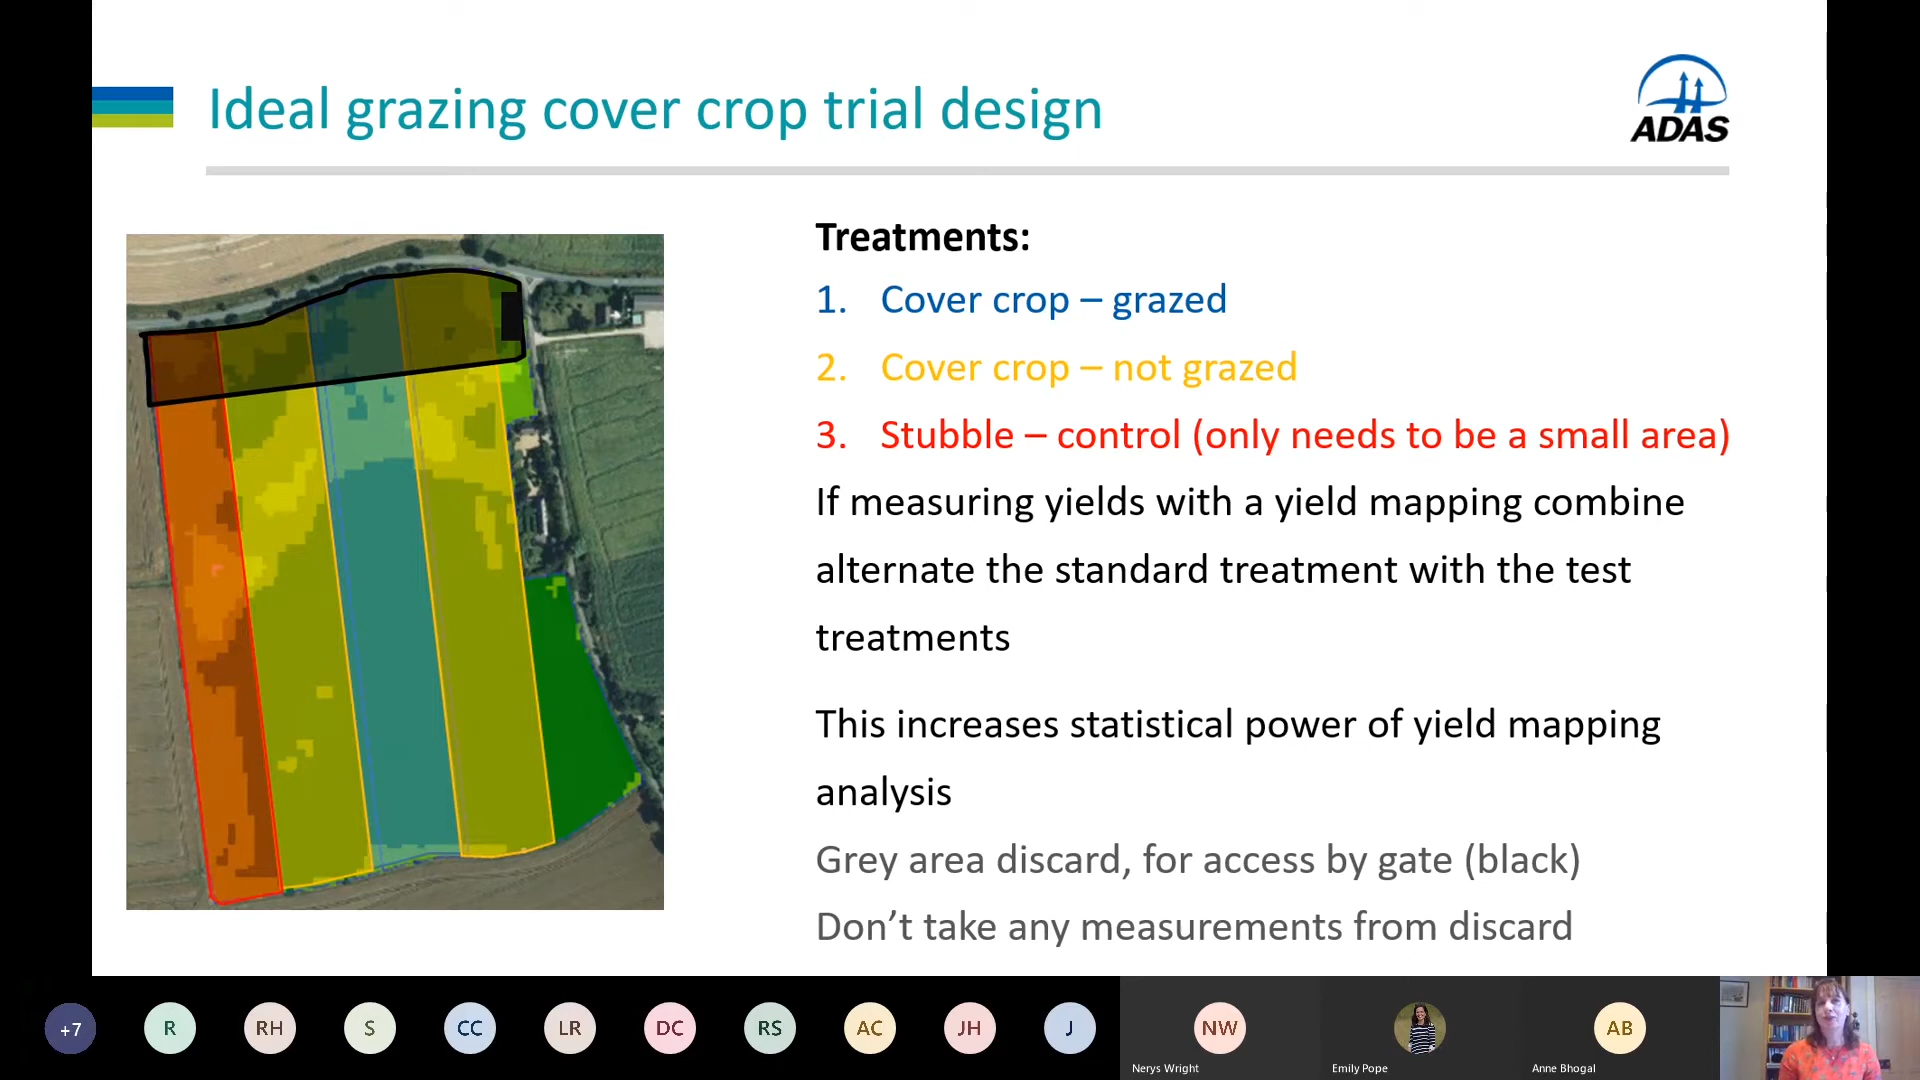 Ideal grazing cover crop trial design
ADAS
Treatments:
1. Cover crop – grazed
2. Cover crop – not grazed
3. Stubble – control (only needs to be a small area)
If measuring yields with a yield mapping combine
alternate the standard treatment with the test
treatments
This increases statistical power of yield mapping
analysis
Grey area discard, for access by gate (black)
Don’t take any measurements from discard
+7
R
RH
S
CC
LR
DC
RS
AC
JH
J
NW
AB
Nerys Wright
Emily Pope
Anne Bhogal